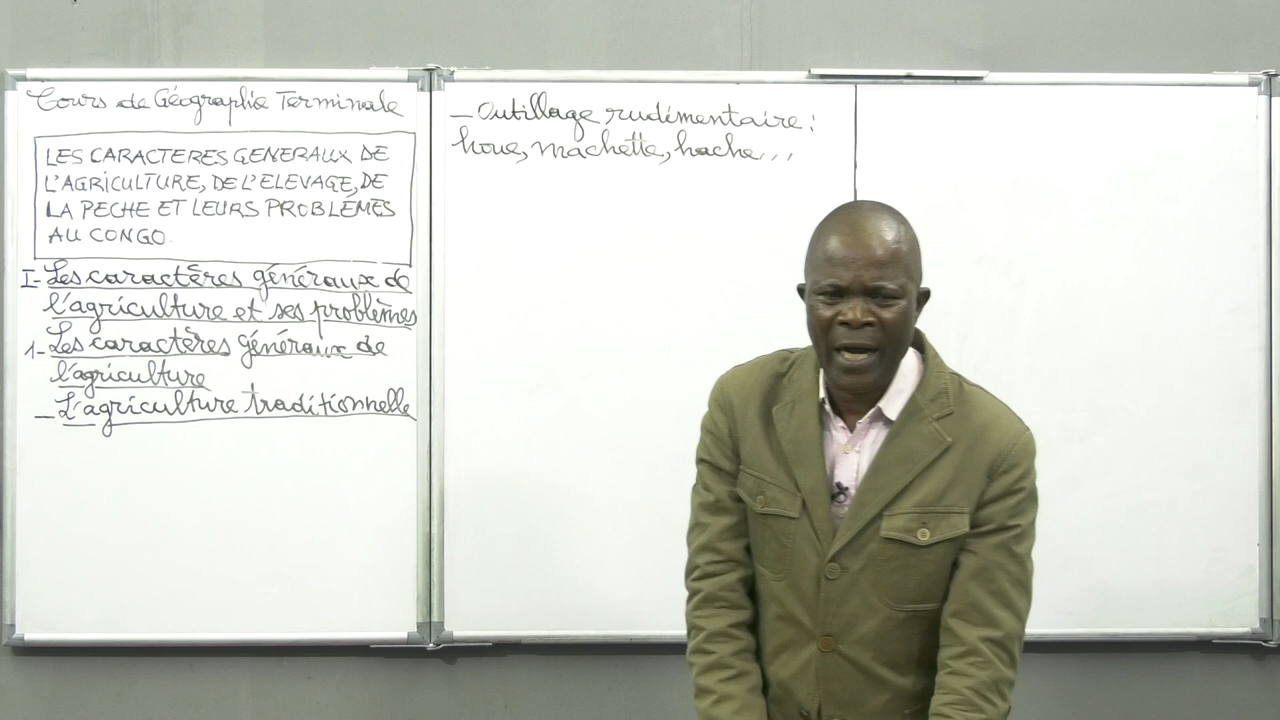 Cours de Géographie Terminale
LES CARACTERES GENERAUX DE
L'AGRICULTURE, DE L'ELEVAGE, DE
LA PECHE ET LEURS PROBLÉMES
AU CONGO.
I- Les caractères généraux de
l'agriculture et ses problèmes
1- Les caractères généraux de
l'agriculture
_ L'agriculture traditionnelle
_ Outillage rudimentaire :
houe, machette, hache...